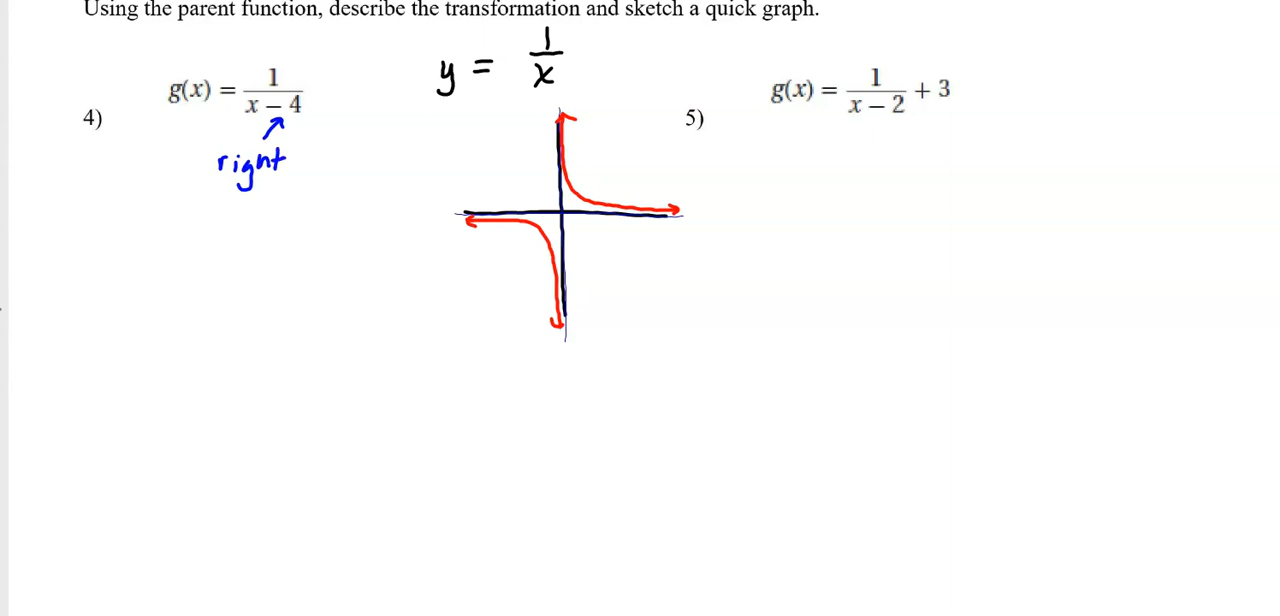 Using the parent function, describe the transformation and sketch a quick graph.
4) g(x) = 1/(x − 4)
right
y = 1/x
5) g(x) = 1/(x − 2) + 3